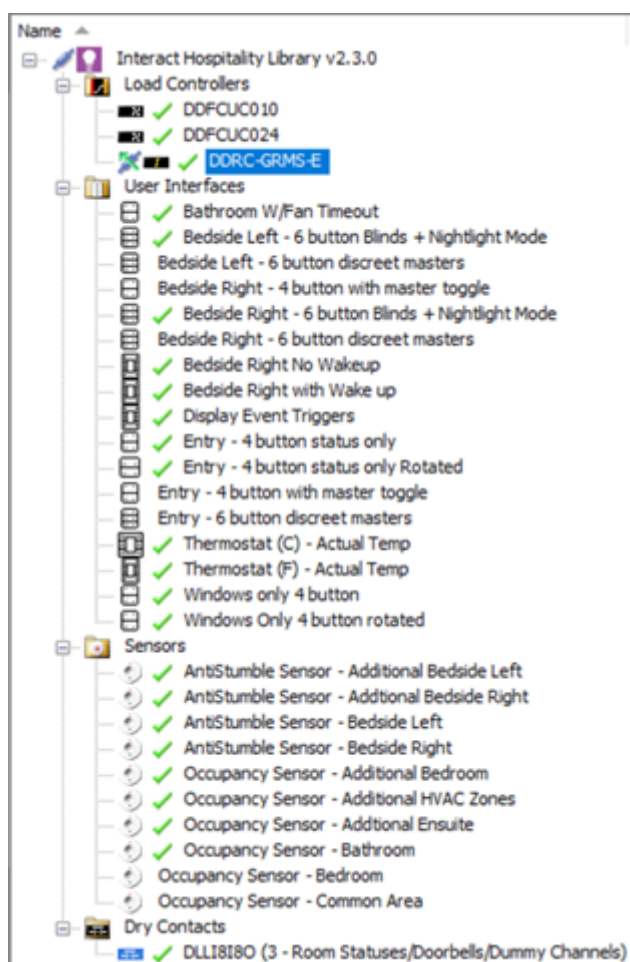 Name
Interact Hospitality Library v2.3.0
Load Controllers
DDFCUC010
DDFCUC024
DDRC-GRMS-E
User Interfaces
Bathroom W/Fan Timeout
Bedside Left - 6 button Blinds + Nightlight Mode
Bedside Left - 6 button discreet masters
Bedside Right - 4 button with master toggle
Bedside Right - 6 button Blinds + Nightlight Mode
Bedside Right - 6 button discreet masters
Bedside Right No Wakeup
Bedside Right with Wake up
Display Event Triggers
Entry - 4 button status only
Entry - 4 button status only Rotated
Entry - 4 button with master toggle
Entry - 6 button discreet masters
Thermostat (C) - Actual Temp
Thermostat (F) - Actual Temp
Windows only 4 button
Windows Only 4 button rotated
Sensors
AntiStumble Sensor - Additional Bedside Left
AntiStumble Sensor - Addtional Bedside Right
AntiStumble Sensor - Bedside Left
AntiStumble Sensor - Bedside Right
Occupancy Sensor - Additional Bedroom
Occupancy Sensor - Additional HVAC Zones
Occupancy Sensor - Addtional Ensuite
Occupancy Sensor - Bathroom
Occupancy Sensor - Bedroom
Occupancy Sensor - Common Area
Dry Contacts
DLLI8I8O (3 - Room Statuses/Doorbells/Dummy Channels)